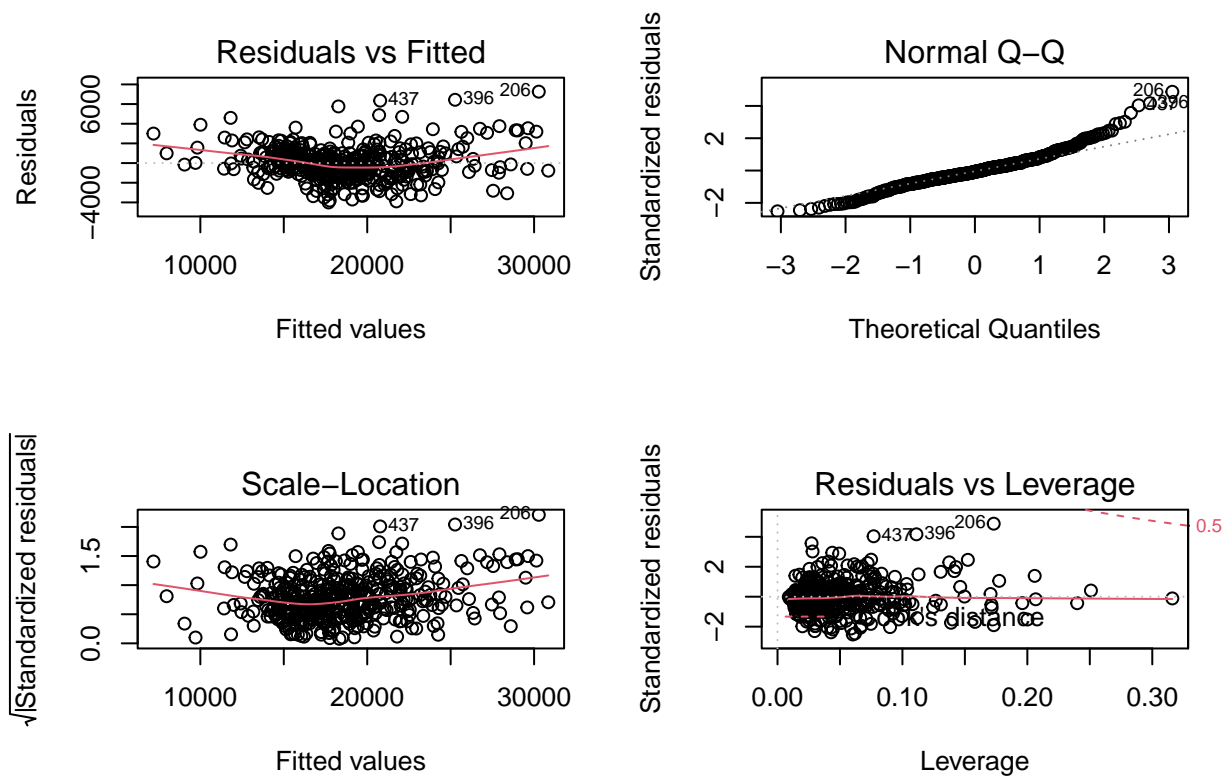 Residuals vs Fitted
Residuals
6000
−4000
437
396
206
10000
20000
30000
Fitted values
Normal Q−Q
Standardized residuals
2
−2
206
396
−3
−2
−1
0
1
2
3
Theoretical Quantiles
Scale−Location
√|Standardized residuals|
1.5
0.0
437
396
206
10000
20000
30000
Fitted values
Residuals vs Leverage
Standardized residuals
2
−2
437
396
206
0.5
distance
0.00
0.10
0.20
0.30
Leverage